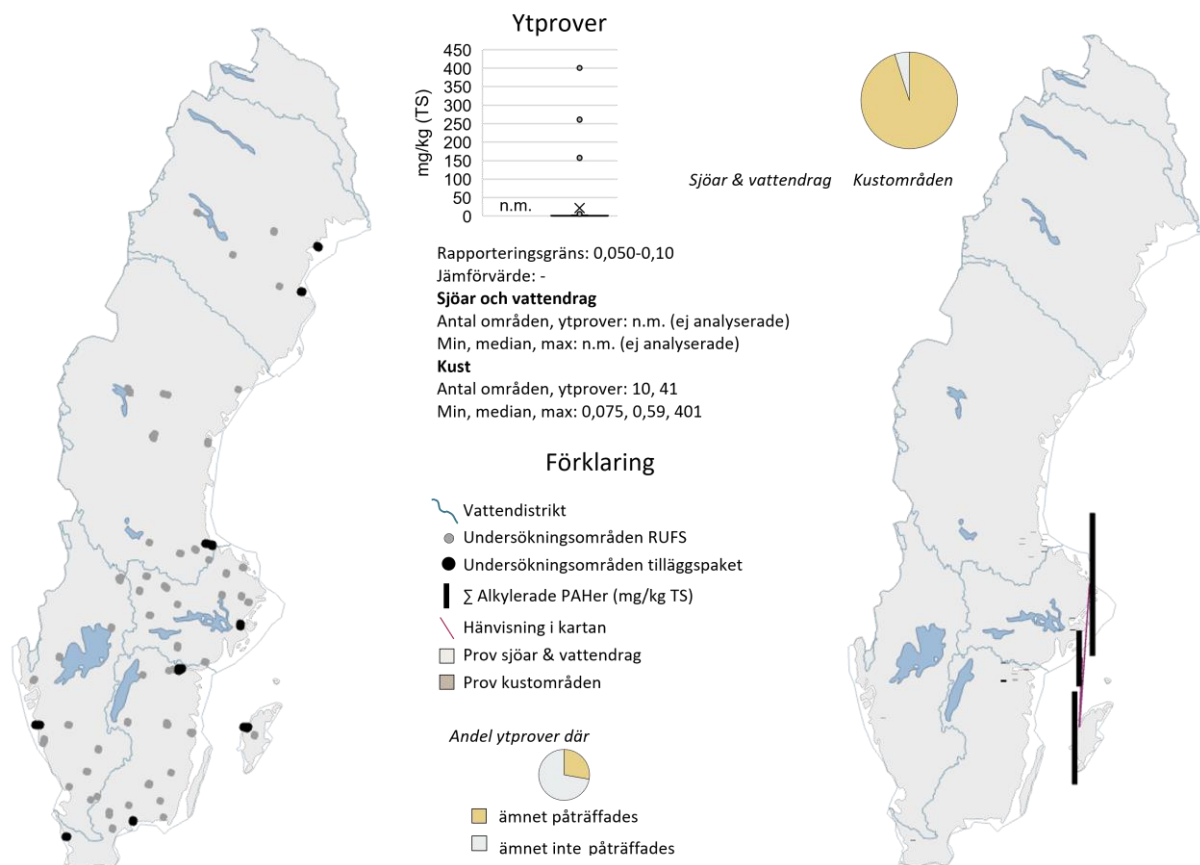 Ytprover
450
400
350
300
250
200
150
100
50
0
mg/kg (TS)
n.m.
Sjöar & vattendrag Kustområden
Rapporteringsgräns: 0,050-0,10
Jämförvärde: -
Sjöar och vattendrag
Antal områden, ytprover: n.m. (ej analyserade)
Min, median, max: n.m. (ej analyserade)
Kust
Antal områden, ytprover: 10, 41
Min, median, max: 0,075, 0,59, 401
Förklaring
Vattendistrikt
Undersökningsområden RUFS
Undersökningsområden tilläggspaket
∑ Alkylerade PAHer (mg/kg TS)
Hänvisning i kartan
Prov sjöar & vattendrag
Prov kustområden
Andel ytprover där
ämnet påträffades
ämnet inte påträffades